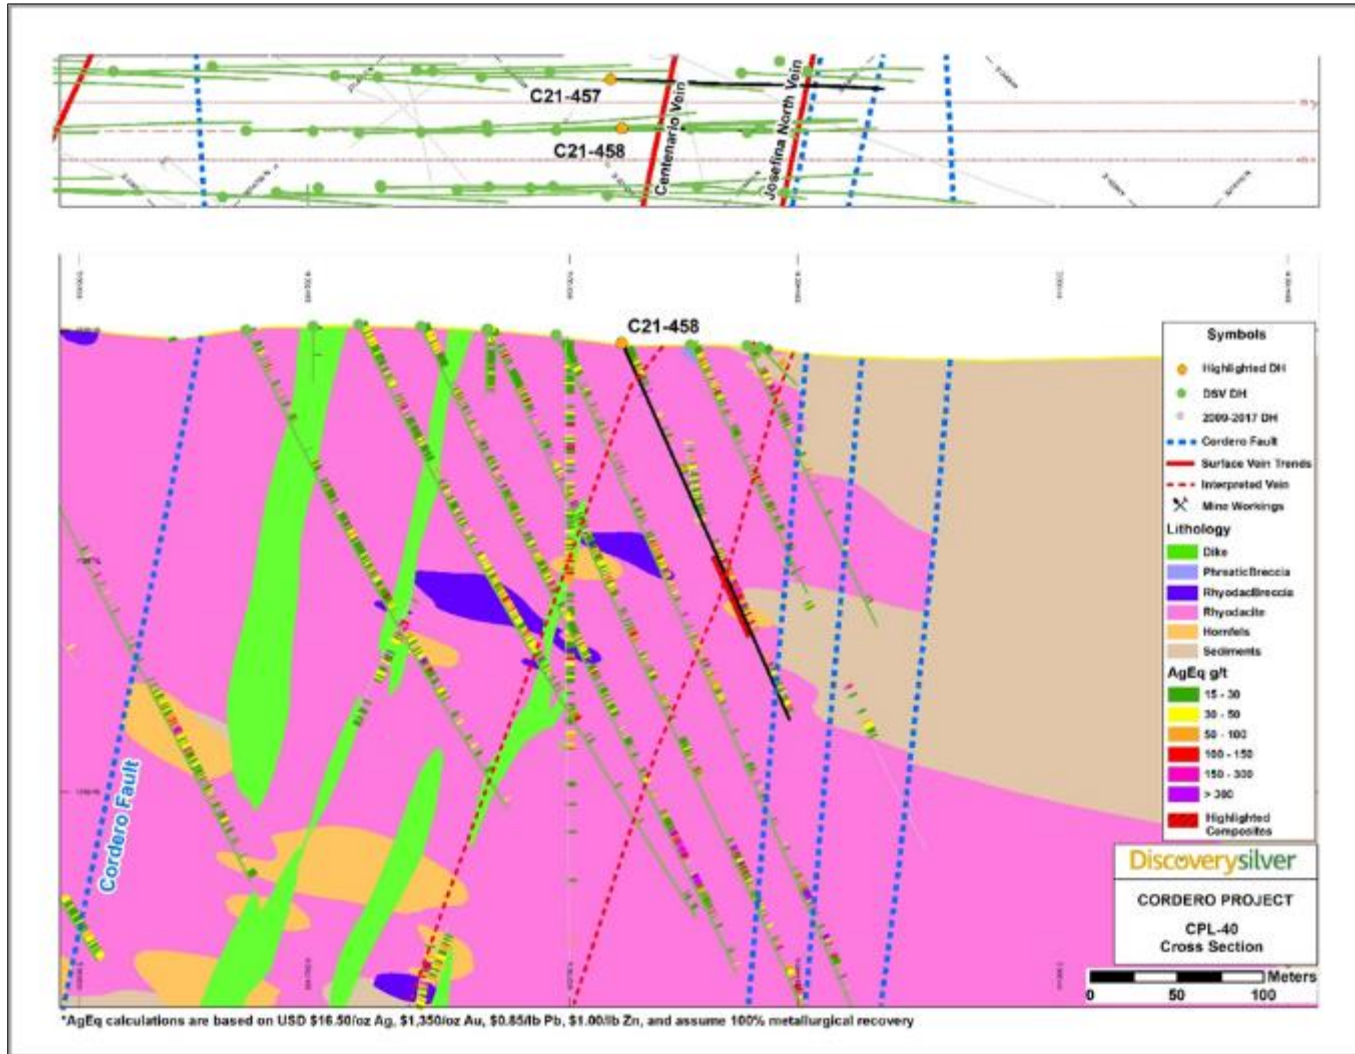 C21-457
C21-458
Centenario Vein
Josefina North Vein
C21-458
Cordero Fault
Symbols
Highlighted DH
DSV DH
2009-2017 DH
Cordero Fault
Surface Vein Trends
Interpreted Vein
Mine Workings
Lithology
Dike
PhreaticBreccia
RhyodacBreccia
Rhyodacite
Hornfels
Sediments
AgEq g/t
15 - 30
30 - 50
50 - 100
100 - 150
150 - 300
> 300
Highlighted
Composites
Discoverysilver
CORDERO PROJECT
CPL-40
Cross Section
Meters
0 50 100
*AgEq calculations are based on USD $16.50/oz Ag, $1,350/oz Au, $0.85/lb Pb, $1.00/lb Zn, and assume 100% metallurgical recovery